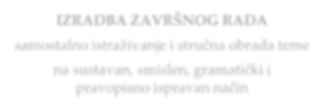 IZRADBA ZAVRŠNOG RADA
samostalno istraživanje i stručna obrada teme
na sustavan, smislen, gramatički i
pravopisno ispravan način